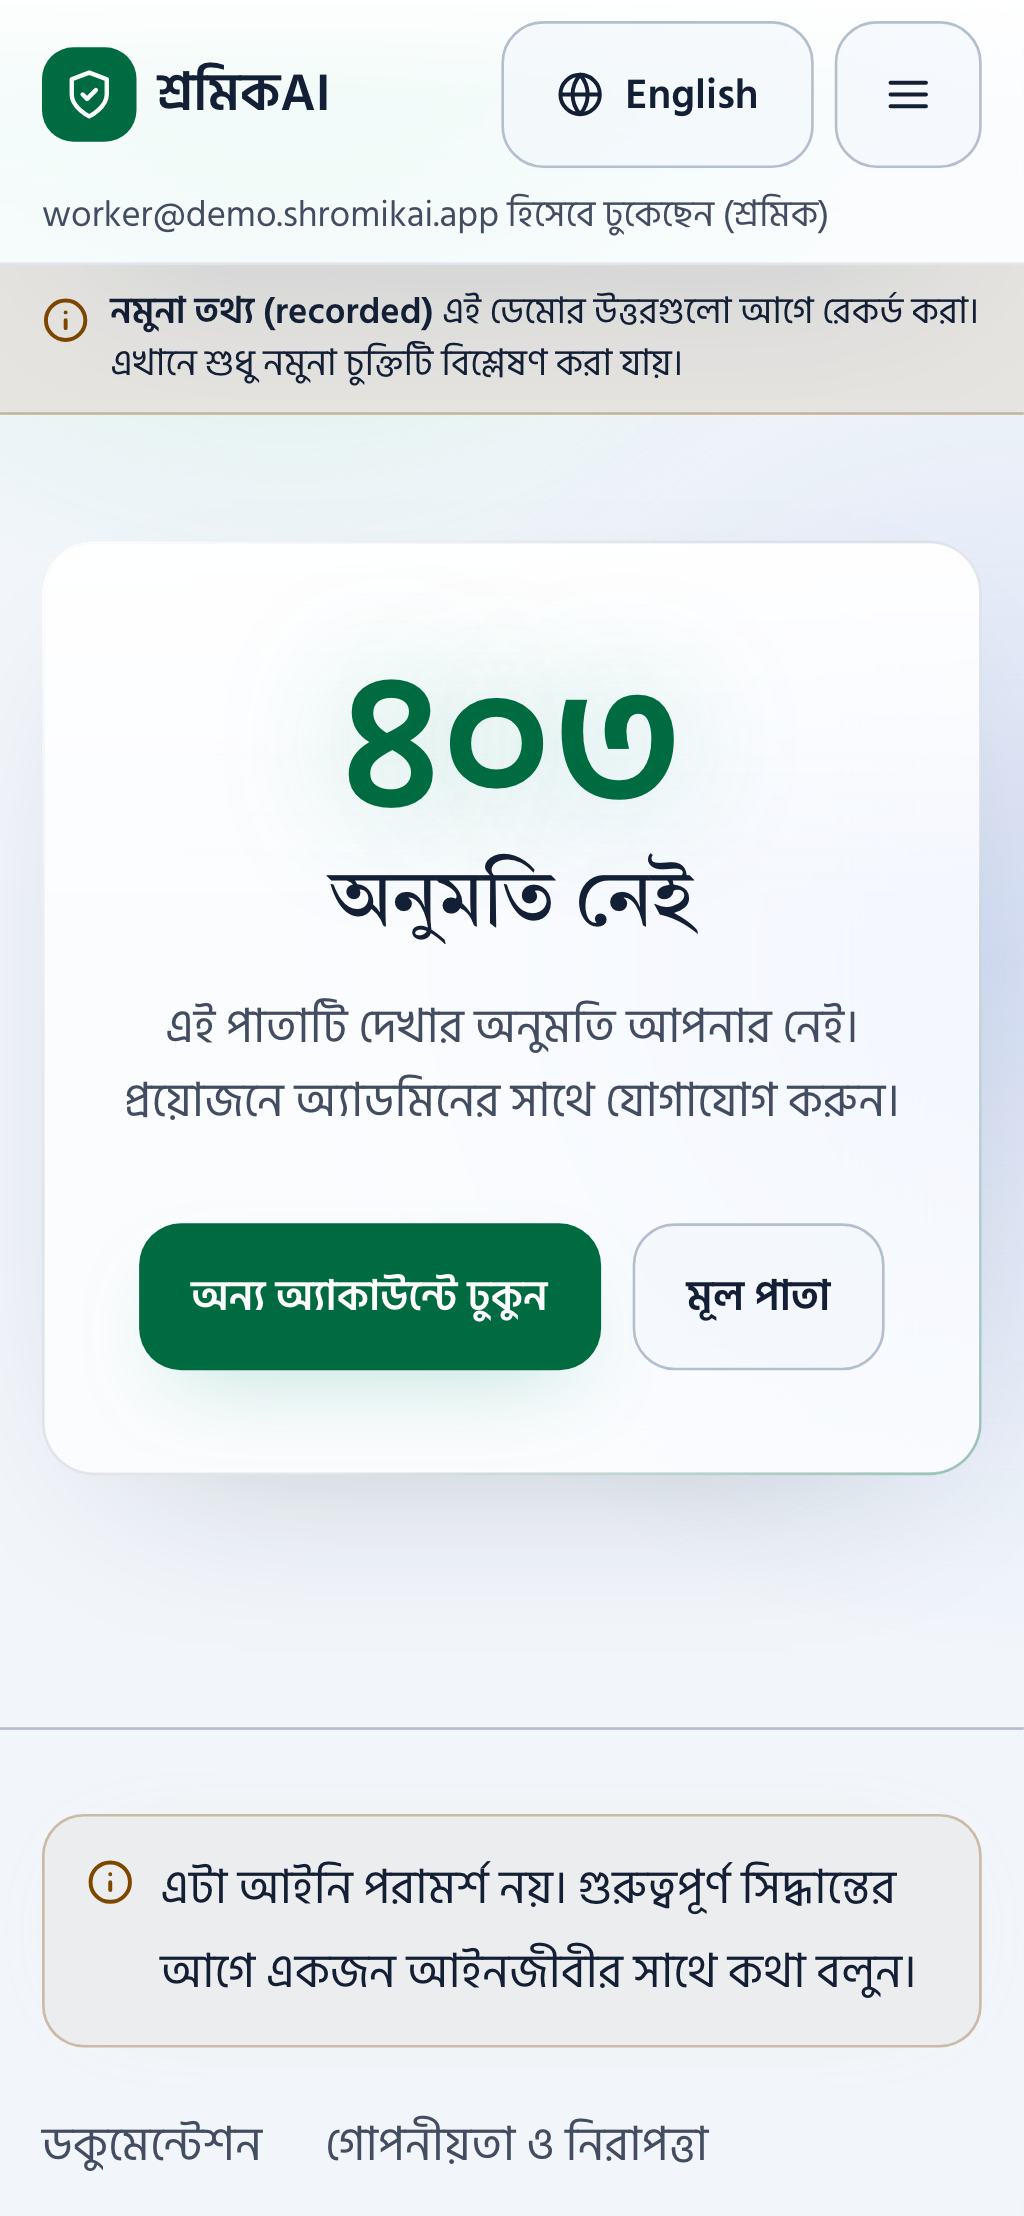 শ্রমিকAI
English
worker@demo.shromikai.app হিসেবে ঢুকেছেন (শ্রমিক)
নমুনা তথ্য (recorded) এই ডেমোর উত্তরগুলো আগে রেকর্ড করা।
এখানে শুধু নমুনা চুক্তিটি বিশ্লেষণ করা যায়।
৪০৩
অনুমতি নেই
এই পাতাটি দেখার অনুমতি আপনার নেই।
প্রয়োজনে অ্যাডমিনের সাথে যোগাযোগ করুন।
অন্য অ্যাকাউন্টে ঢুকুন
মূল পাতা
এটা আইনি পরামর্শ নয়। গুরুত্বপূর্ণ সিদ্ধান্তের
আগে একজন আইনজীবীর সাথে কথা বলুন।
ডকুমেন্টেশন
গোপনীয়তা ও নিরাপত্তা